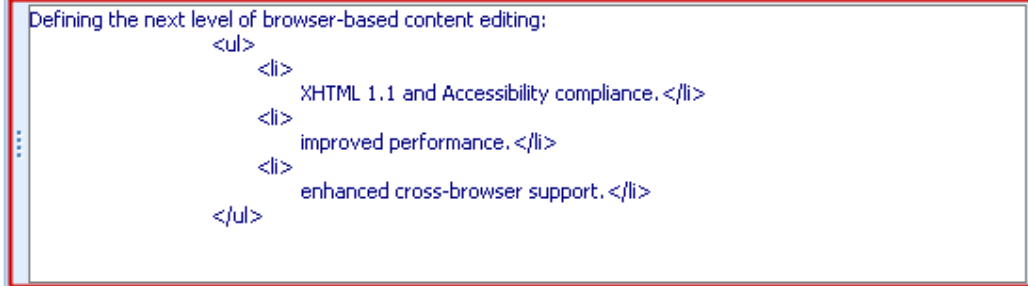 Defining the next level of browser-based content editing:
<ul>
<li>
XHTML 1.1 and Accessibility compliance.</li>
<li>
improved performance.</li>
<li>
enhanced cross-browser support.</li>
</ul>